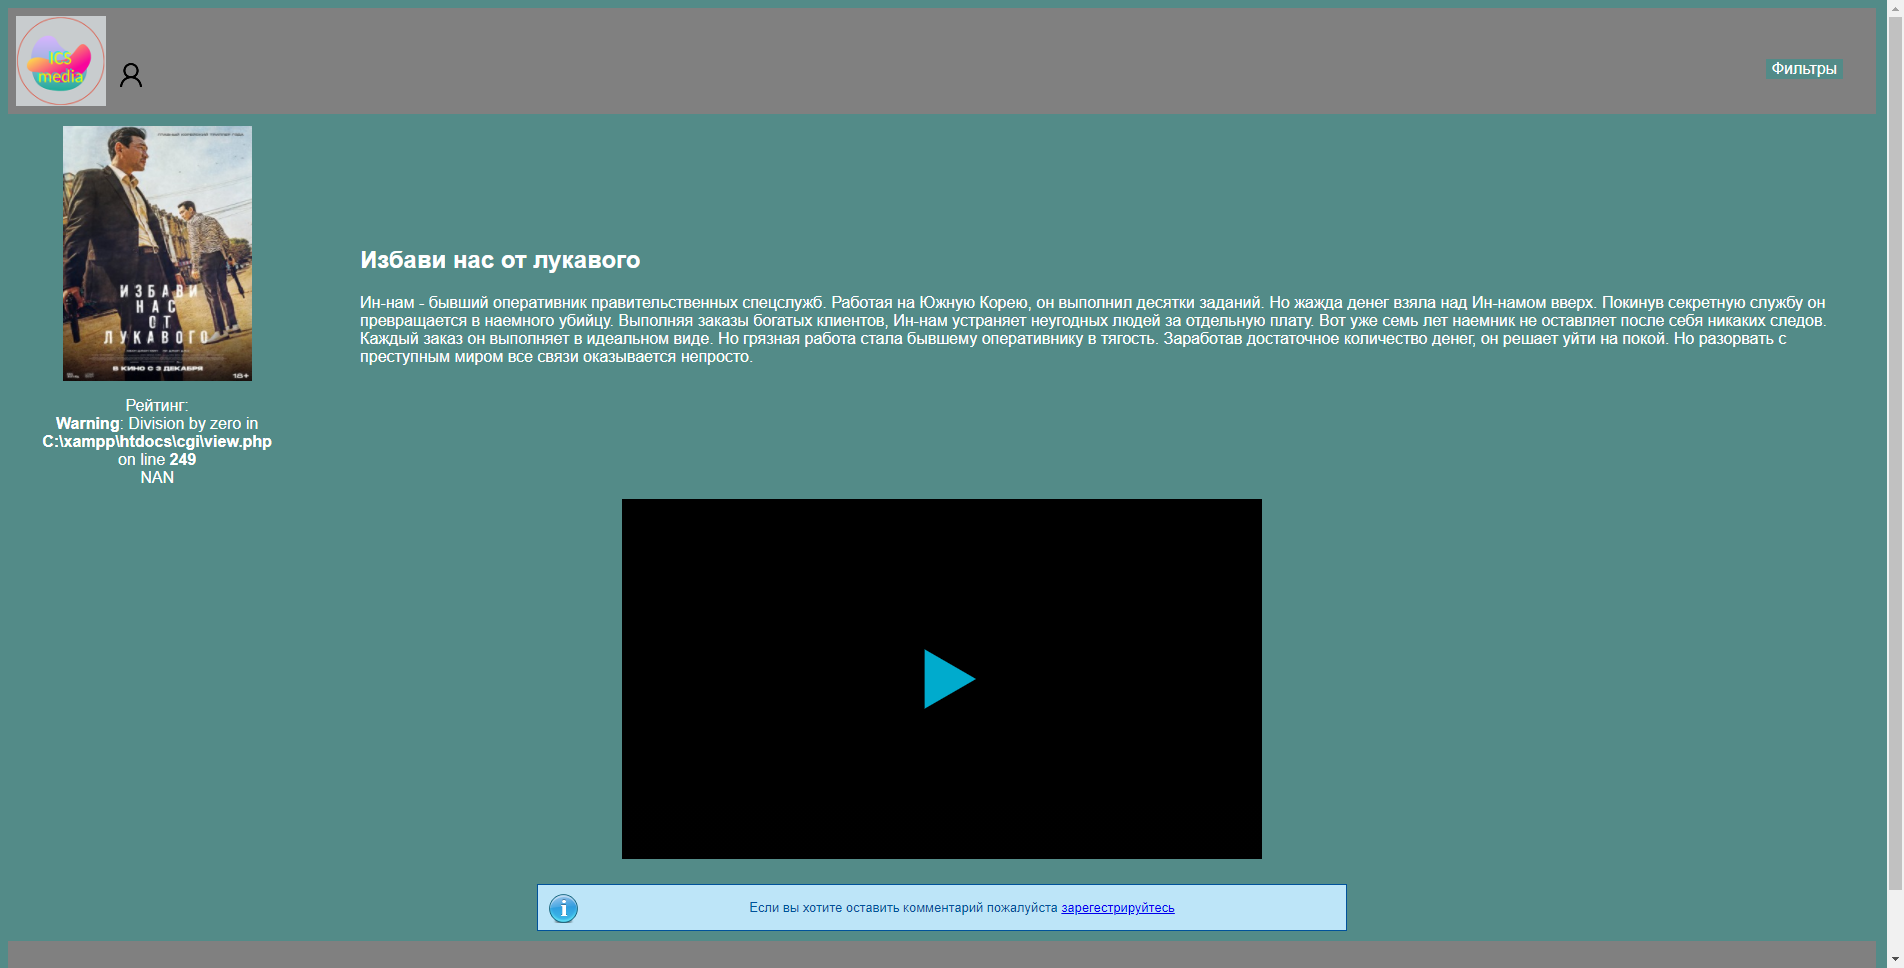 ICS
media
Фильтры
ИЗБАВИ
НАС
ОТ
ЛУКАВОГО
В КИНО С 3 ДЕКАБРЯ
18+
Избави нас от лукавого
Ин-нам - бывший оперативник правительственных спецслужб. Работая на Южную Корею, он выполнил десятки заданий. Но жажда денег взяла над Ин-намом вверх. Покинув секретную службу он
превращается в наемного убийцу. Выполняя заказы богатых клиентов, Ин-нам устраняет неугодных людей за отдельную плату. Вот уже семь лет наемник не оставляет после себя никаких следов.
Каждый заказ он выполняет в идеальном виде. Но грязная работа стала бывшему оперативнику в тягость. Заработав достаточное количество денег, он решает уйти на покой. Но разорвать с
преступным миром все связи оказывается непросто.
Рейтинг:
Warning: Division by zero in
C:\xampp\htdocs\cgi\view.php
on line 249
NAN
Если вы хотите оставить комментарий пожалуйста зарегестрируйтесь